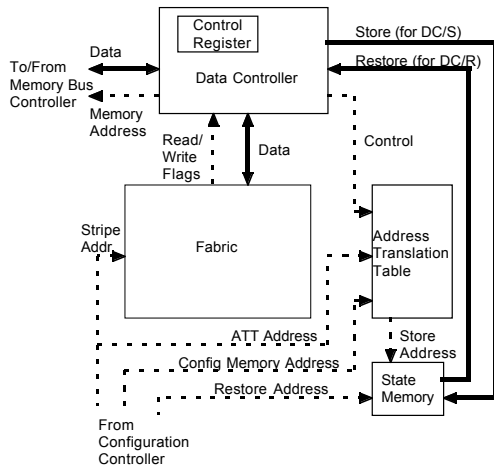 Control
Register
Data Controller
Store (for DC/S)
Restore (for DC/R)
Data
To/From
Memory Bus
Controller
Memory
Address
Read/
Write
Flags
Data
Control
Stripe
Addr
Fabric
Address
Translation
Table
ATT Address
Store
Address
Config Memory Address
Restore Address
State
Memory
From
Configuration
Controller